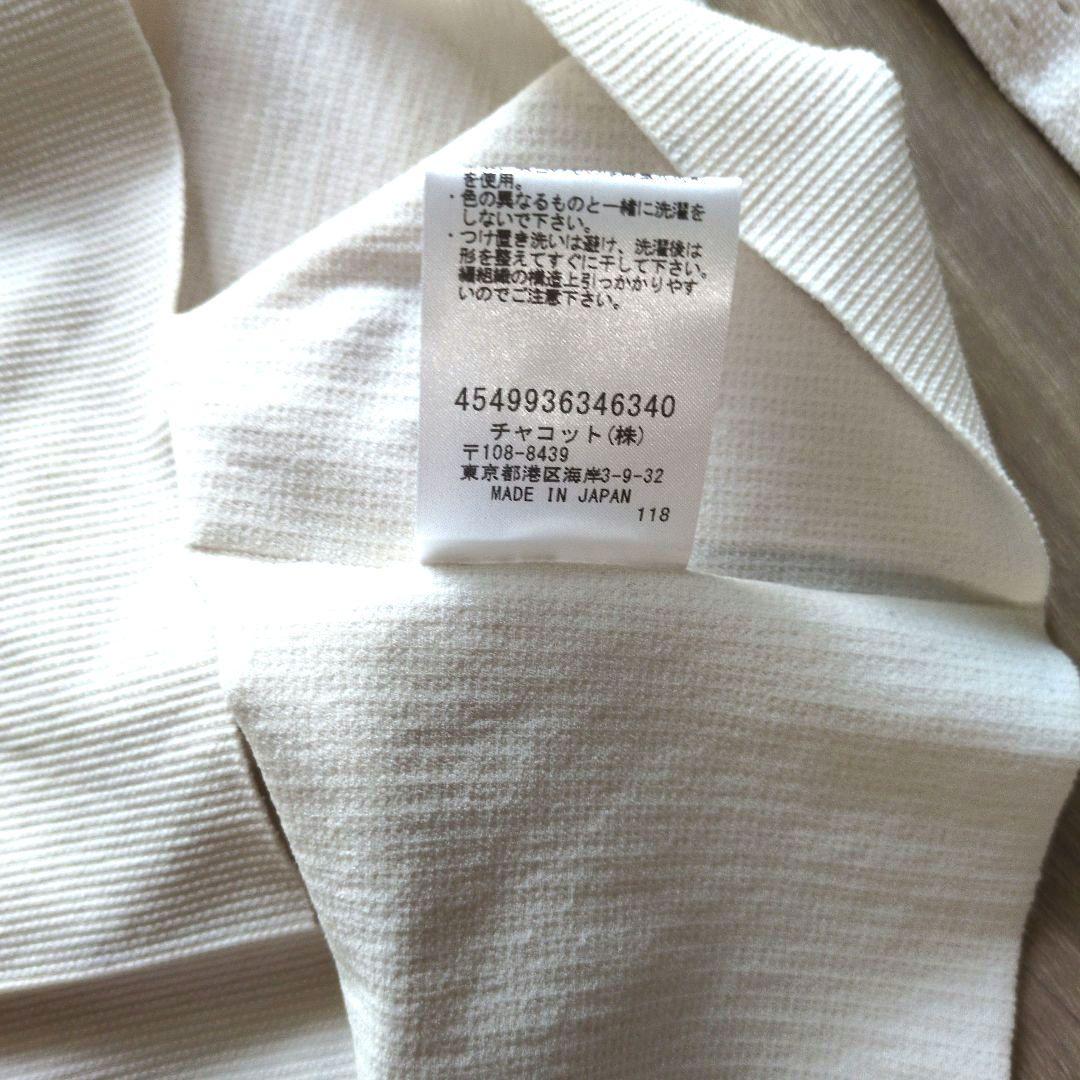 を使用。
・色の異なるものと一緒に洗濯を
しないで下さい。
・つけ置き洗いは避け、洗濯後は
形を整えてすぐに干して下さい。
編組織の構造上引っかかりやす
いのでご注意下さい。
4549936346340
チャコット(株)
〒108-8439
東京都港区海岸3-9-32
MADE IN JAPAN
118